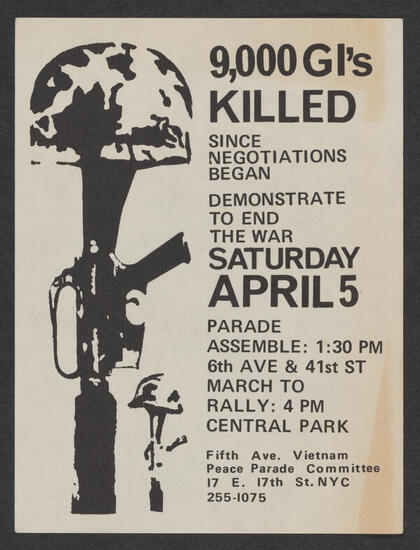 9,000 GI's
KILLED
SINCE
NEGOTIATIONS
BEGAN
DEMONSTRATE
TO END
THE WAR
SATURDAY
APRIL 5
PARADE
ASSEMBLE: 1:30 PM
6th AVE & 41st ST
MARCH TO
RALLY: 4 PM
CENTRAL PARK
Fifth Ave. Vietnam
Peace Parade Committee
17 E. 17th St. NYC
255-1075